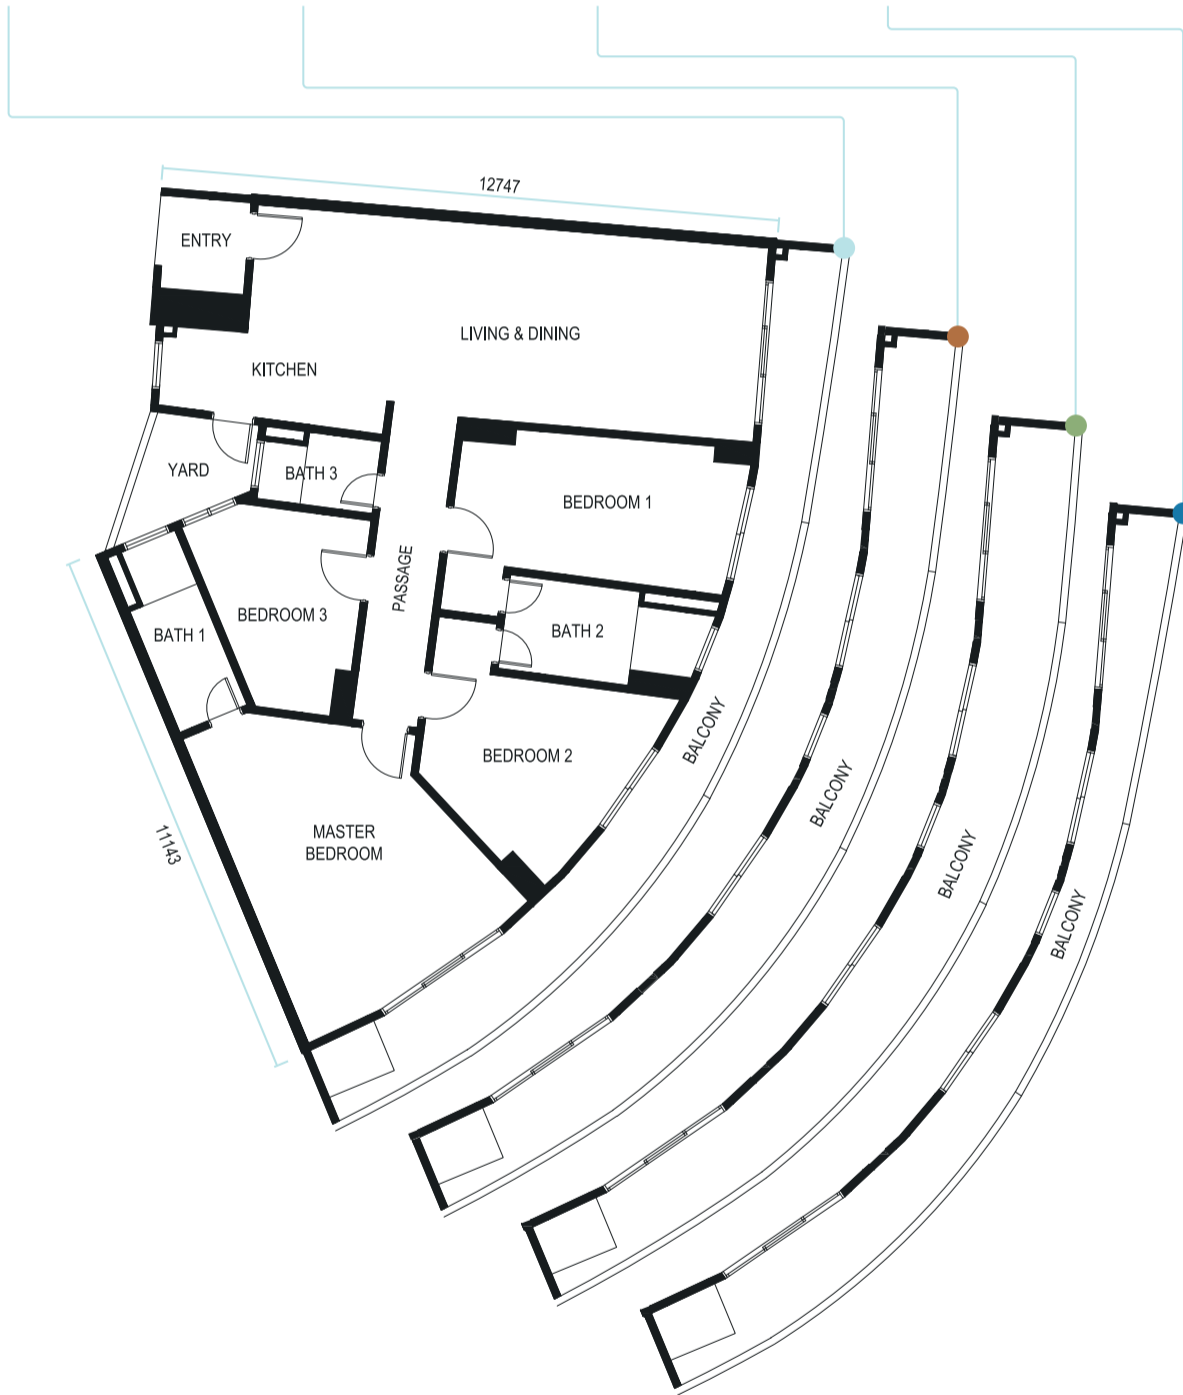 12747
ENTRY
LIVING & DINING
KITCHEN
YARD
BATH 3
BEDROOM 1
PASSAGE
BEDROOM 3
BATH 1
BATH 2
BALCONY
BEDROOM 2
BALCONY
MASTER
BEDROOM
11143
BALCONY
BALCONY